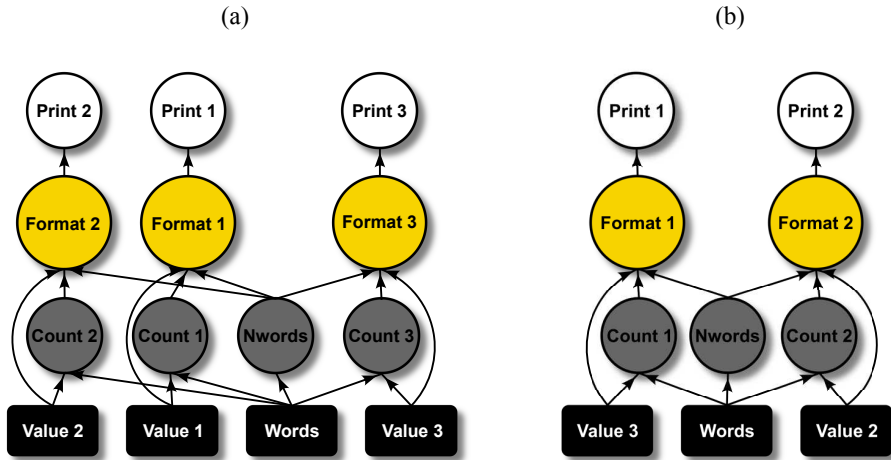 (a) (b)
Print 2 Print 1 Print 3 Print 1 Print 2
Format 2 Format 1 Format 3 Format 1 Format 2
Count 2 Count 1 Nwords Count 3 Count 1 Nwords Count 2
Value 2 Value 1 Words Value 3 Value 3 Words Value 2